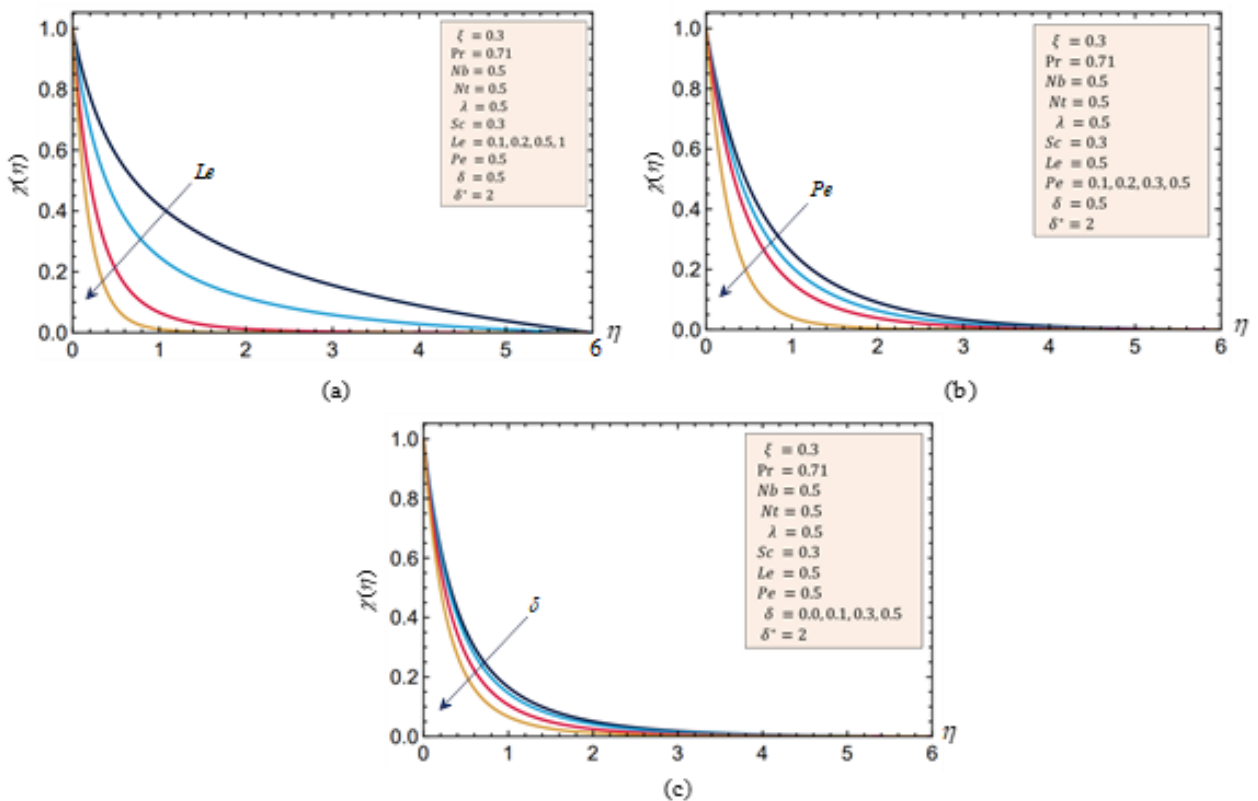 1.0
0.8
0.6
0.4
0.2
0.0
χ(η)
0 1 2 3 4 5 6
η
Le
ξ = 0.3
Pr = 0.71
Nb = 0.5
Nt = 0.5
λ = 0.5
Sc = 0.3
Le = 0.1, 0.2, 0.5, 1
Pe = 0.5
δ = 0.5
δ* = 2
(a)
1.0
0.8
0.6
0.4
0.2
0.0
χ(η)
0 1 2 3 4 5 6
η
Pe
ξ = 0.3
Pr = 0.71
Nb = 0.5
Nt = 0.5
λ = 0.5
Sc = 0.3
Le = 0.5
Pe = 0.1, 0.2, 0.3, 0.5
δ = 0.5
δ* = 2
(b)
1.0
0.8
0.6
0.4
0.2
0.0
χ(η)
0 1 2 3 4 5 6
η
δ
ξ = 0.3
Pr = 0.71
Nb = 0.5
Nt = 0.5
λ = 0.5
Sc = 0.3
Le = 0.5
Pe = 0.5
δ = 0.0, 0.1, 0.3, 0.5
δ* = 2
(c)